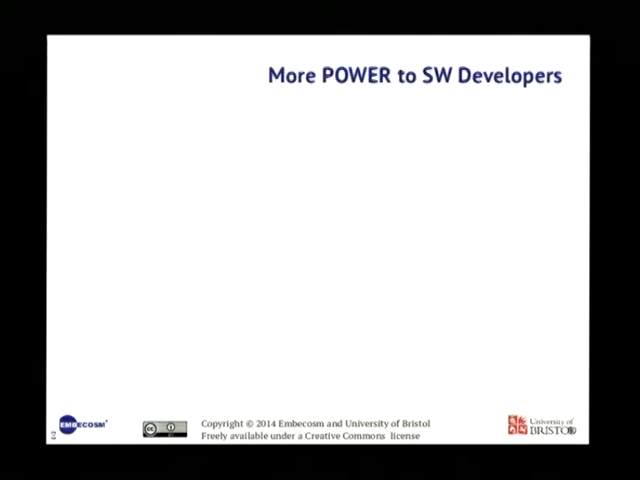 More POWER to SW Developers
EMBECOSM®
cc
Copyright © 2014 Embecosm and University of Bristol
Freely available under a Creative Commons license
University of
BRISTOL